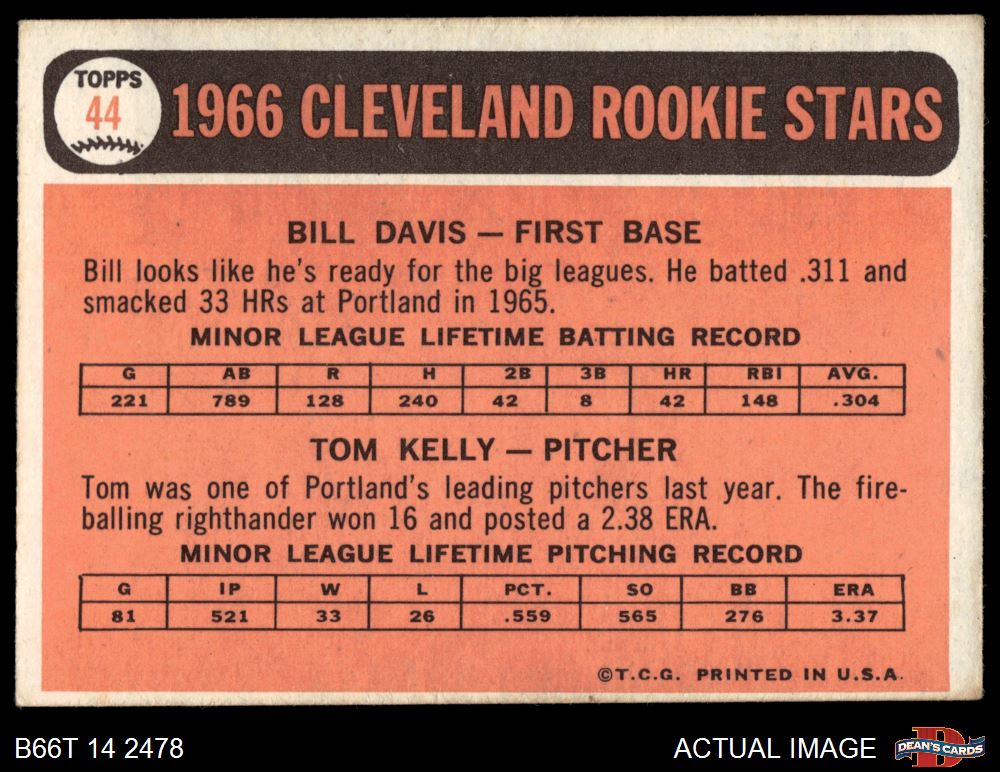 TOPPS
44
1966 CLEVELAND ROOKIE STARS
BILL DAVIS — FIRST BASE
Bill looks like he's ready for the big leagues. He batted .311 and
smacked 33 HRs at Portland in 1965.
MINOR LEAGUE LIFETIME BATTING RECORD
G AB R H 2B 3B HR RBI AVG.
221 789 128 240 42 8 42 148 .304
TOM KELLY — PITCHER
Tom was one of Portland's leading pitchers last year. The fire-
balling righthander won 16 and posted a 2.38 ERA.
MINOR LEAGUE LIFETIME PITCHING RECORD
G IP W L PCT. SO BB ERA
81 521 33 26 .559 565 276 3.37
©T.C.G. PRINTED IN U.S.A.
B66T 14 2478
ACTUAL IMAGE
D
DEAN'S CARDS